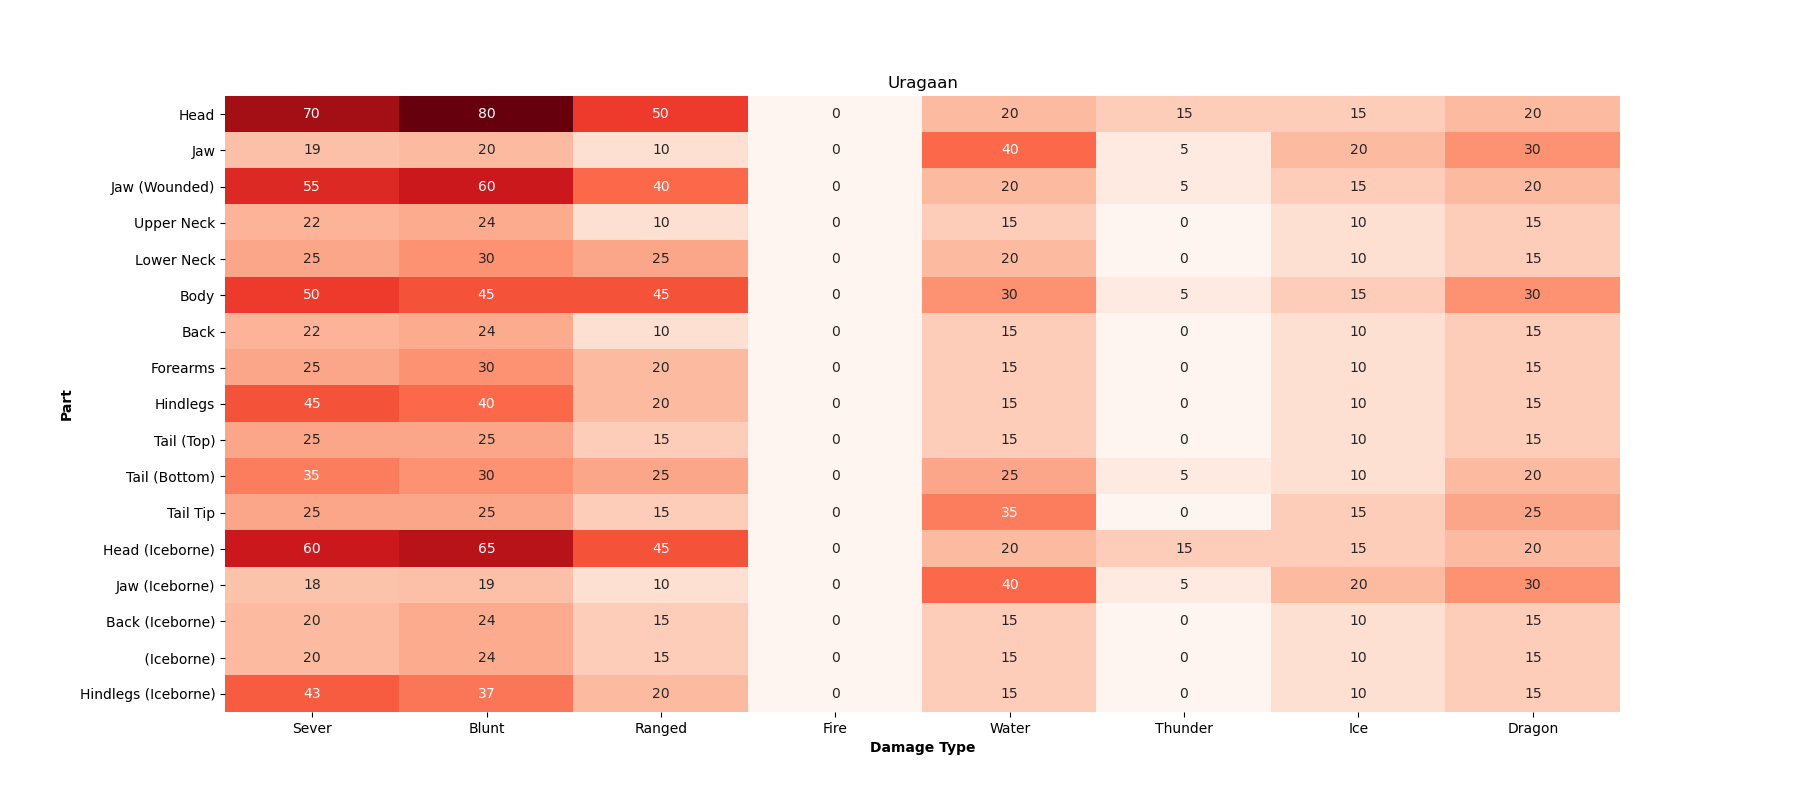 Uragaan
Head 70 80 50 0 20 15 15 20
Jaw 19 20 10 0 40 5 20 30
Jaw (Wounded) 55 60 40 0 20 5 15 20
Upper Neck 22 24 10 0 15 0 10 15
Lower Neck 25 30 25 0 20 0 10 15
Body 50 45 45 0 30 5 15 30
Back 22 24 10 0 15 0 10 15
Forearms 25 30 20 0 15 0 10 15
Part
Hindlegs 45 40 20 0 15 0 10 15
Tail (Top) 25 25 15 0 15 0 10 15
Tail (Bottom) 35 30 25 0 25 5 10 20
Tail Tip 25 25 15 0 35 0 15 25
Head (Iceborne) 60 65 45 0 20 15 15 20
Jaw (Iceborne) 18 19 10 0 40 5 20 30
Back (Iceborne) 20 24 15 0 15 0 10 15
(Iceborne) 20 24 15 0 15 0 10 15
Hindlegs (Iceborne) 43 37 20 0 15 0 10 15
Sever Blunt Ranged Fire Water Thunder Ice Dragon
Damage Type